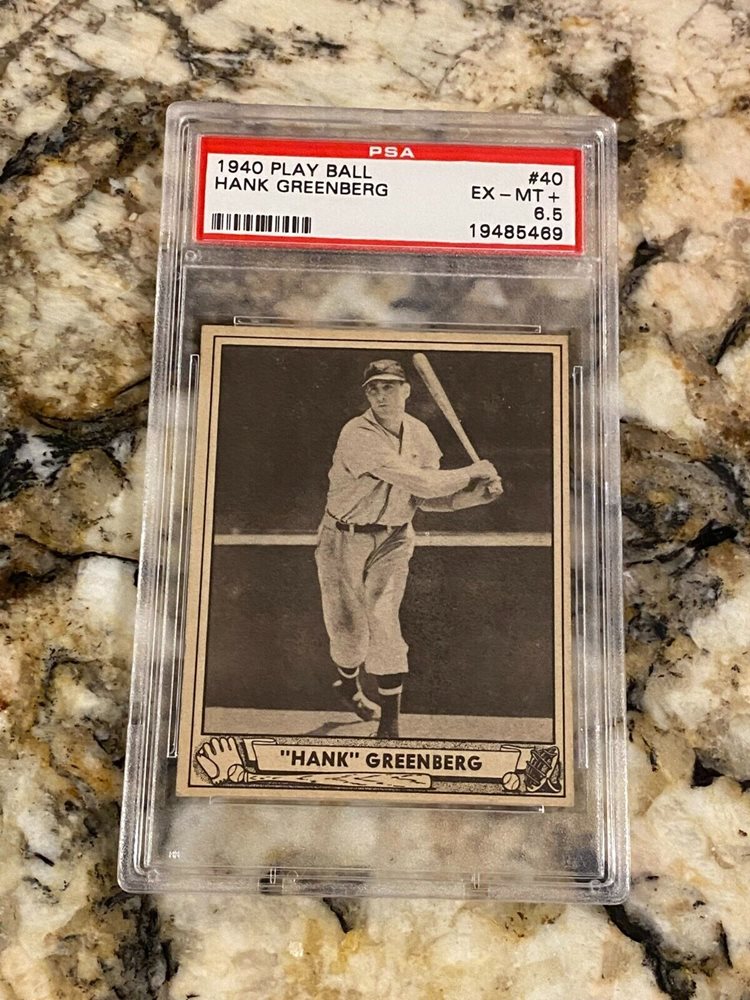 PSA
1940 PLAY BALL #40
HANK GREENBERG EX - MT +
6.5
19485469
"HANK" GREENBERG